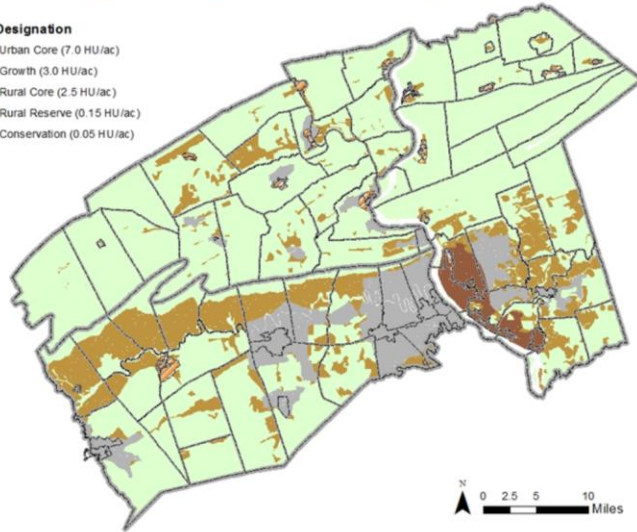 Designation
Urban Core (7.0 HU/ac)
Growth (3.0 HU/ac)
Rural Core (2.5 HU/ac)
Rural Reserve (0.15 HU/ac)
Conservation (0.05 HU/ac)
N
0 2.5 5 10
Miles